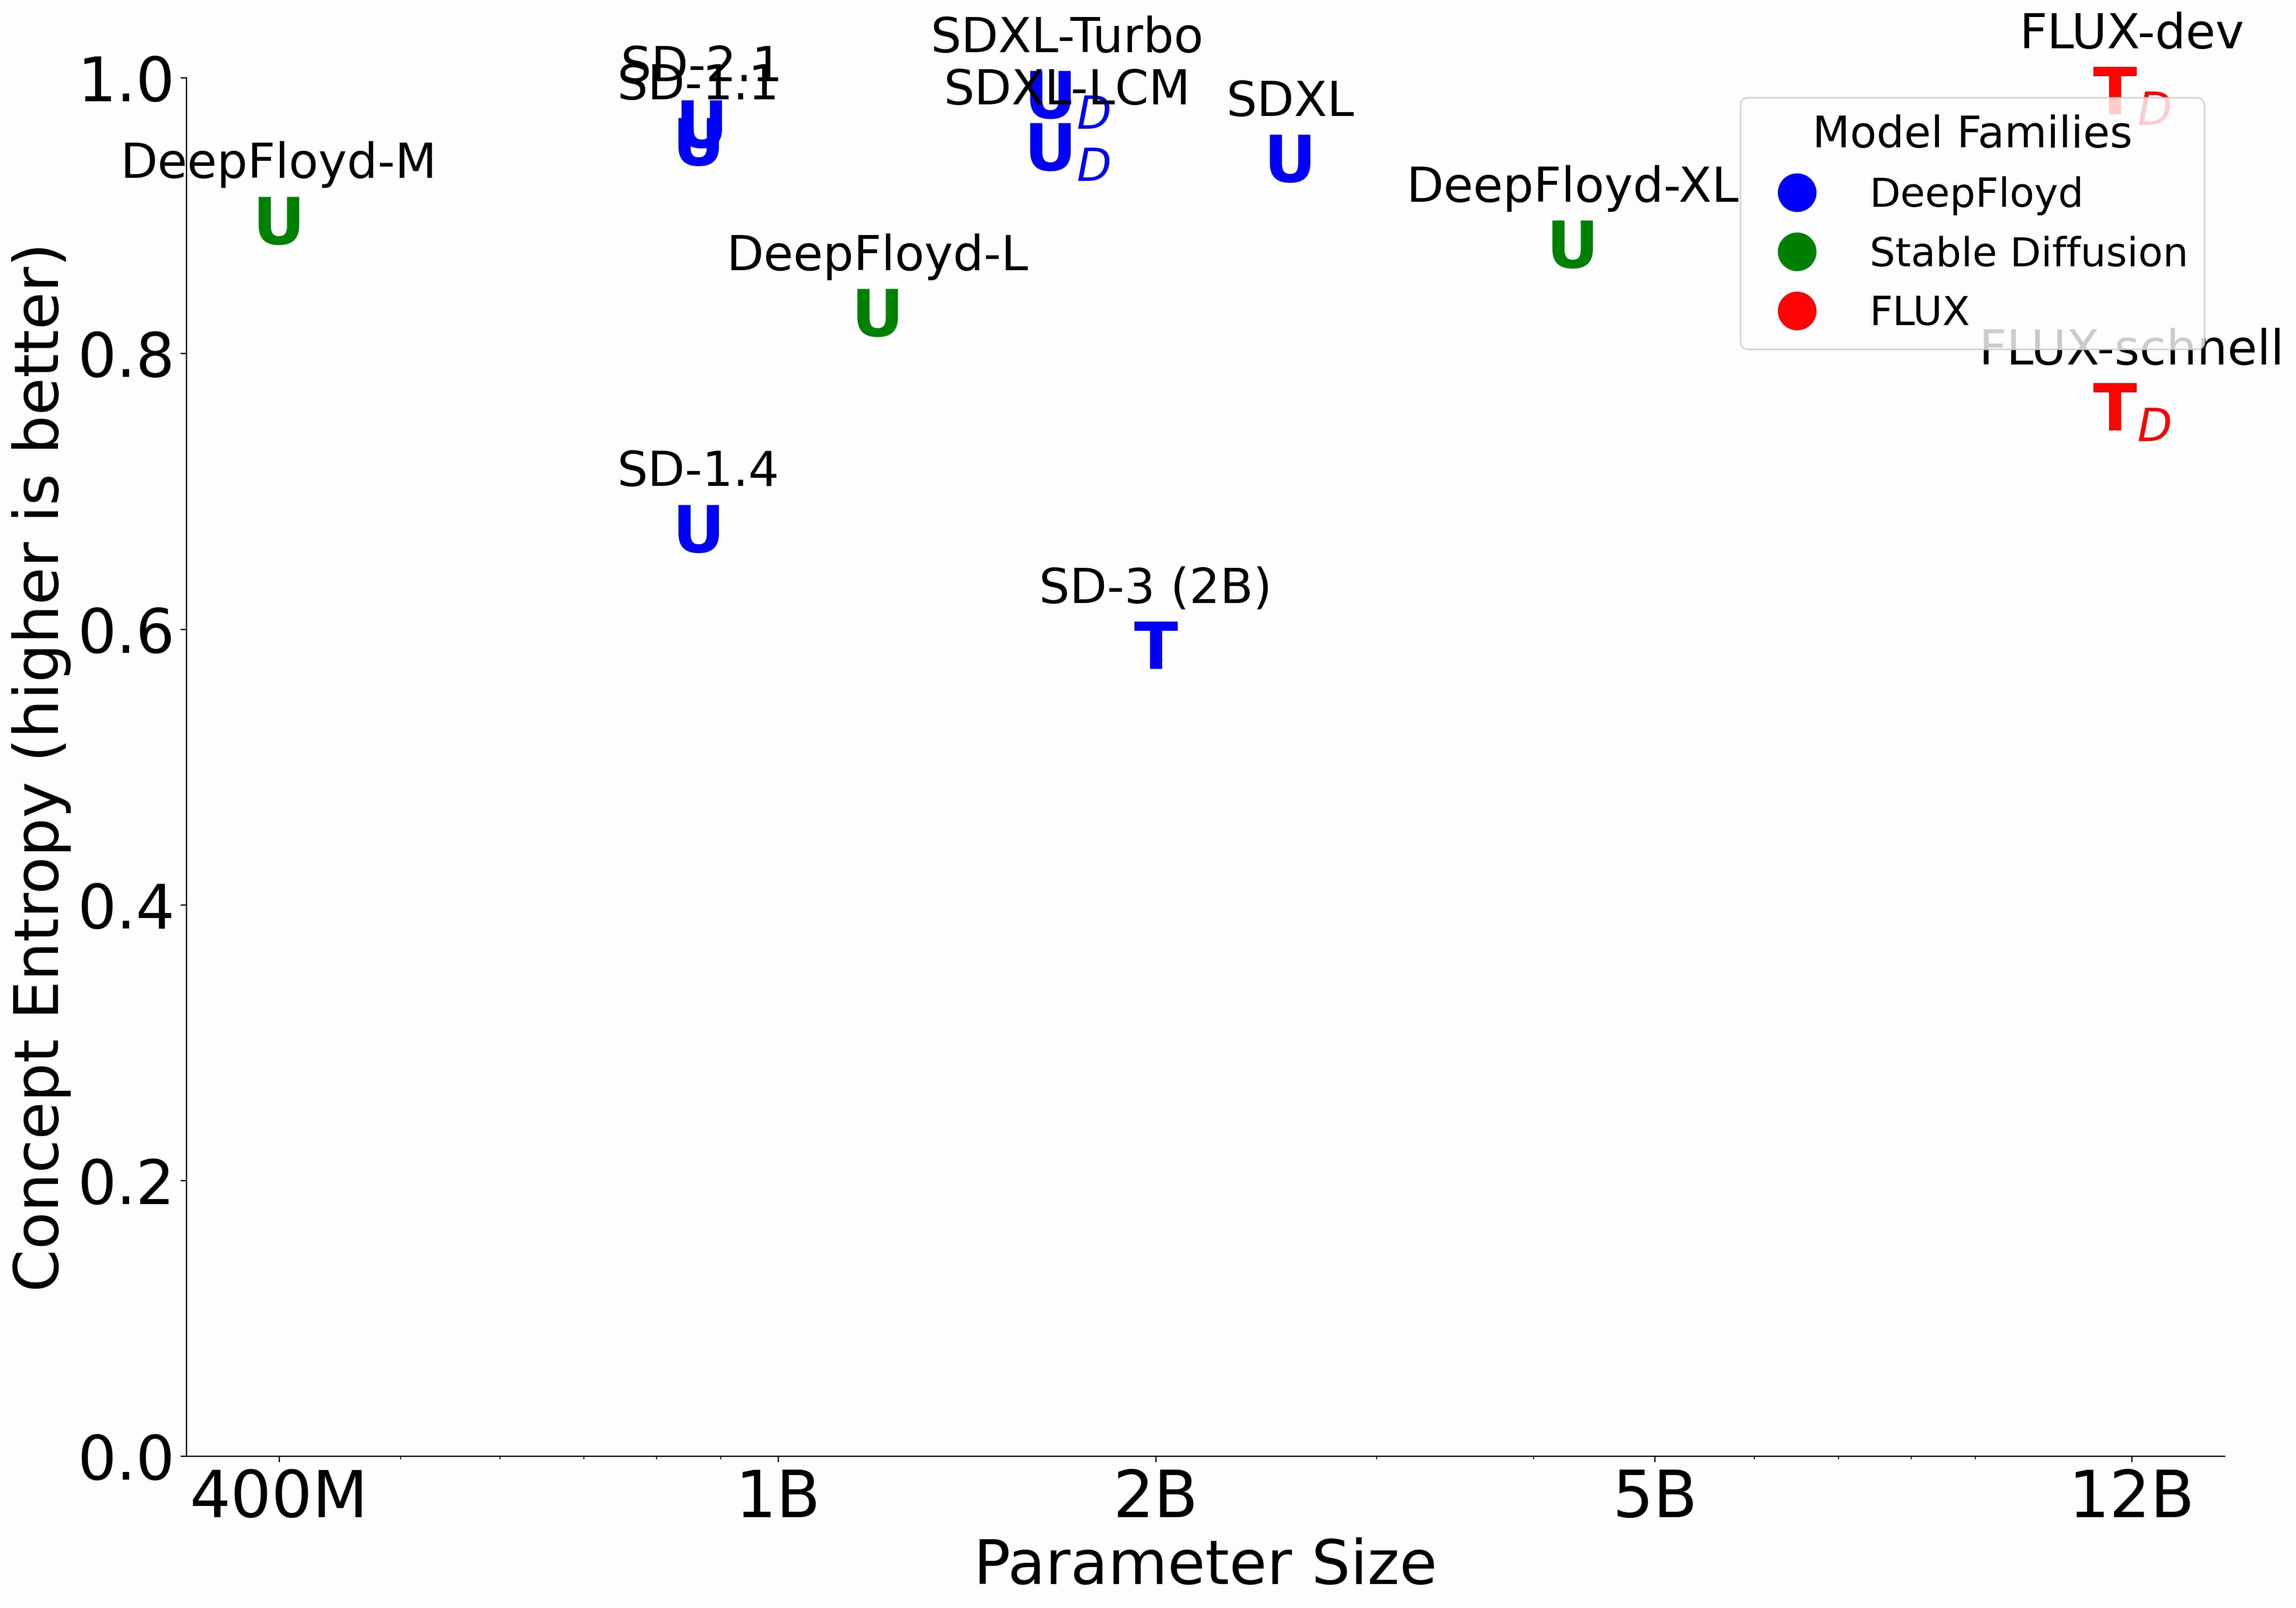 SDXL-Turbo
FLUX-dev
SD-2.1
SD-1.1
SDXL-LCM
SDXL
1.0
U
U
U D
U D
U
T D
DeepFloyd-M
U
DeepFloyd-XL
U
DeepFloyd-L
U
Model Families
DeepFloyd
Stable Diffusion
FLUX
FLUX-schnell
T D
0.8
SD-1.4
U
SD-3 (2B)
T
0.6
0.4
0.2
0.0
Concept Entropy (higher is better)
400M
1B
2B
5B
12B
Parameter Size